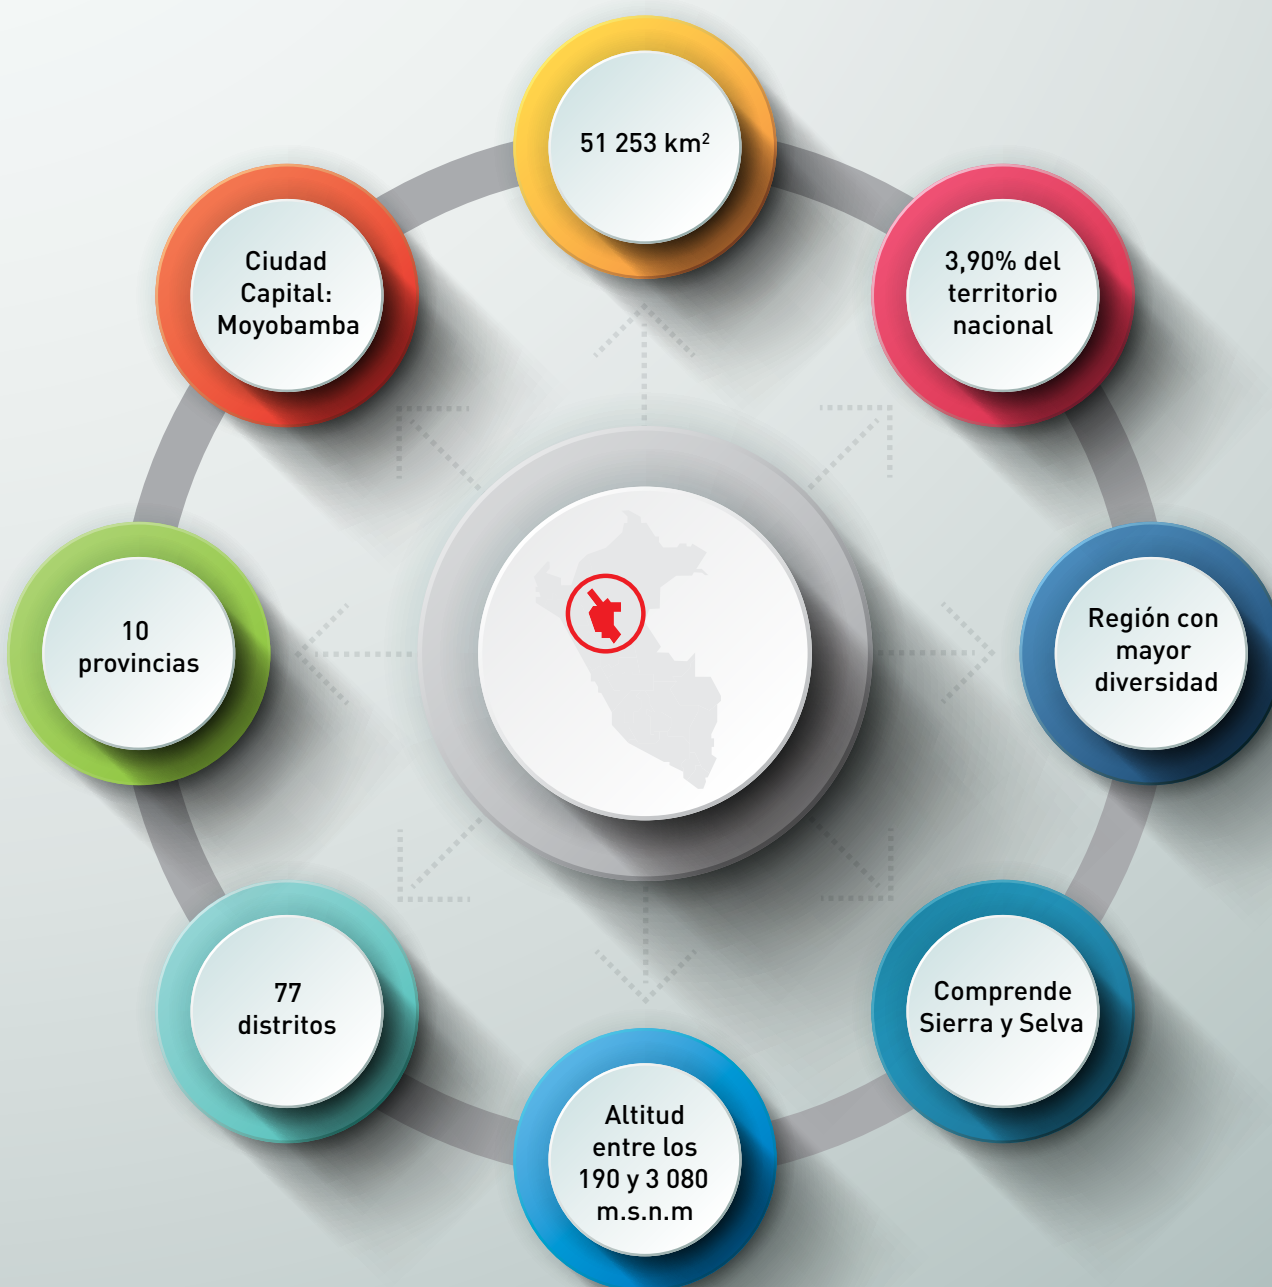 51 253 km²
3,90% del
territorio
nacional
Región con
mayor
diversidad
Comprende
Sierra y Selva
Altitud
entre los
190 y 3 080
m.s.n.m
77
distritos
10
provincias
Ciudad
Capital:
Moyobamba